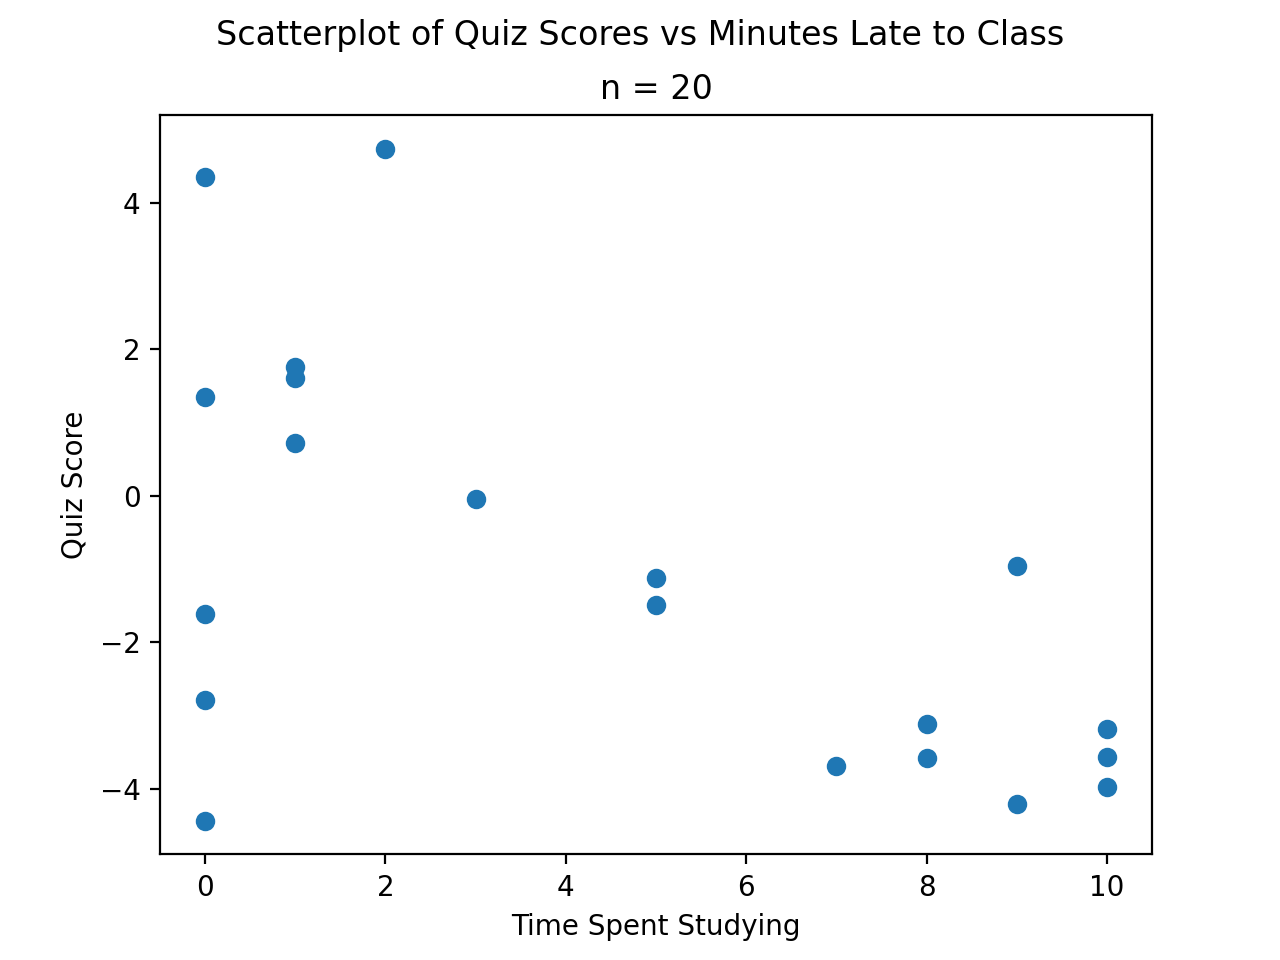 Scatterplot of Quiz Scores vs Minutes Late to Class
n = 20
4
2
0
−2
−4
Quiz Score
0 2 4 6 8 10
Time Spent Studying